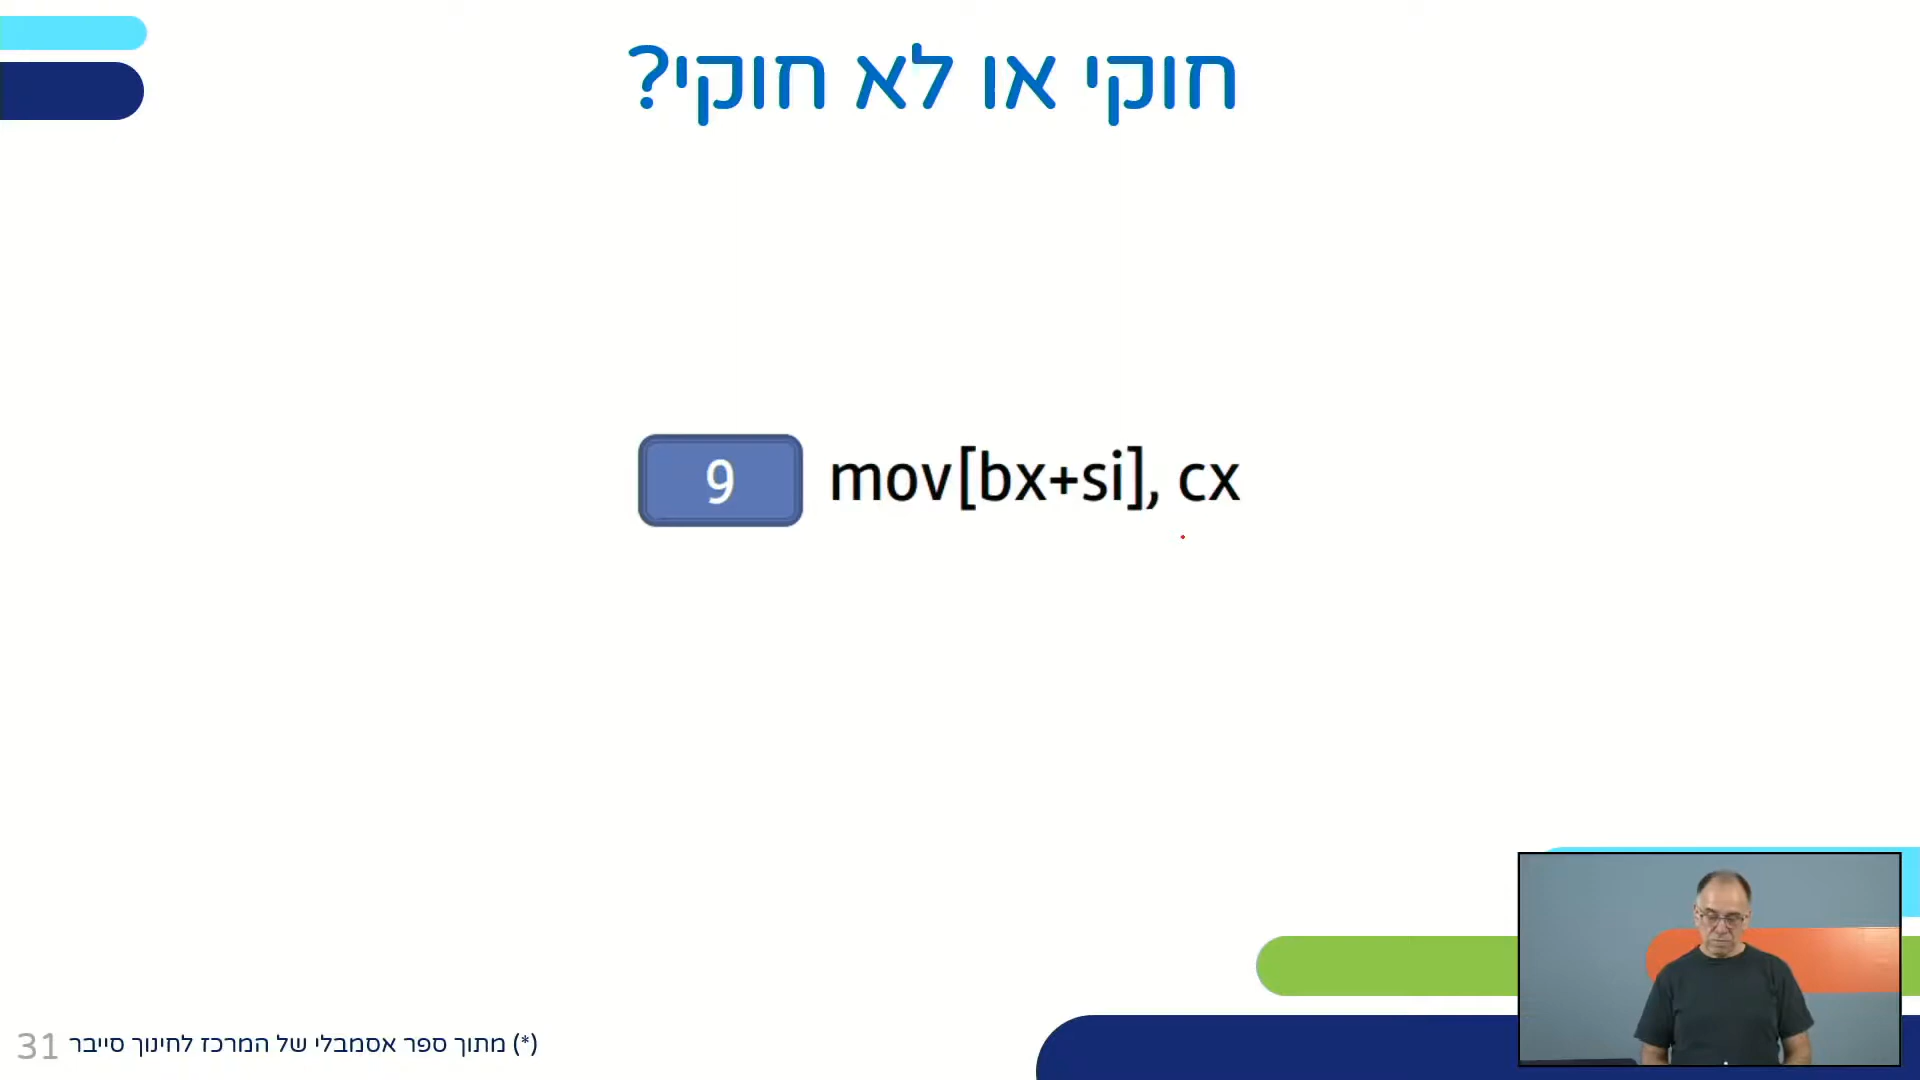 חוקי או לא חוקי?
9 mov[bx+si], cx
(*) מתוך ספר אסמבלי של המרכז לחינוך סייבר
31